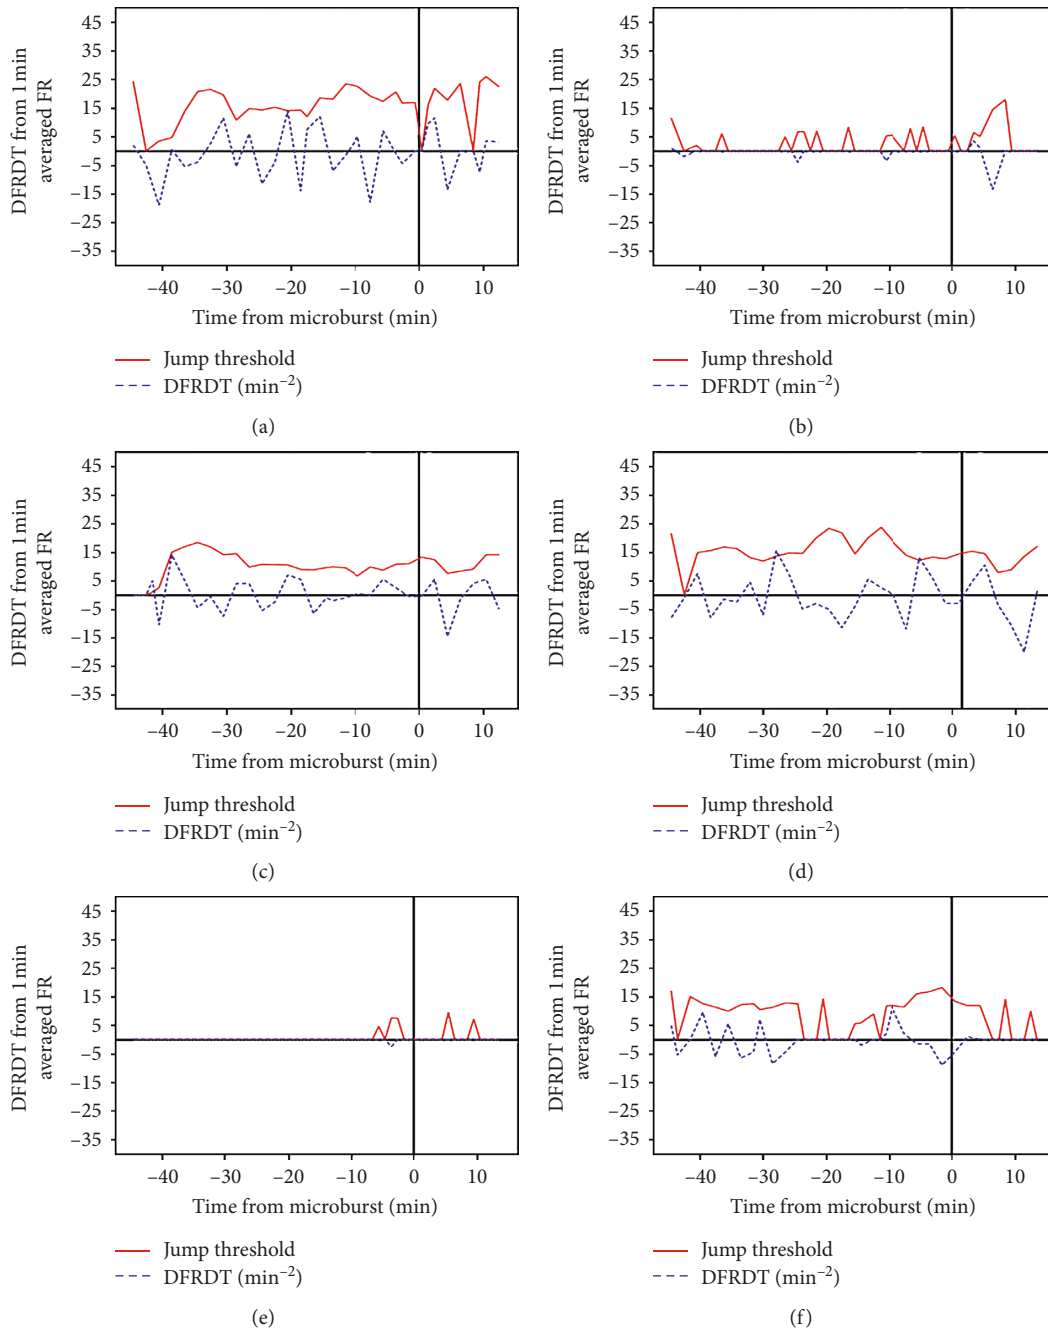 DFRDT from 1 min
averaged FR
45
35
25
15
5
–5
–15
–25
–35
–40
–30
–20
–10
0
10
Time from microburst (min)
Jump threshold
DFRDT (min⁻²)
(a)
DFRDT from 1 min
averaged FR
45
35
25
15
5
–5
–15
–25
–35
–40
–30
–20
–10
0
10
Time from microburst (min)
Jump threshold
DFRDT (min⁻²)
(b)
DFRDT from 1 min
averaged FR
45
35
25
15
5
–5
–15
–25
–35
–40
–30
–20
–10
0
10
Time from microburst (min)
Jump threshold
DFRDT (min⁻²)
(c)
DFRDT from 1 min
averaged FR
45
35
25
15
5
–5
–15
–25
–35
–40
–30
–20
–10
0
10
Time from microburst (min)
Jump threshold
DFRDT (min⁻²)
(d)
DFRDT from 1 min
averaged FR
45
35
25
15
5
–5
–15
–25
–35
–40
–30
–20
–10
0
10
Time from microburst (min)
Jump threshold
DFRDT (min⁻²)
(e)
DFRDT from 1 min
averaged FR
45
35
25
15
5
–5
–15
–25
–35
–40
–30
–20
–10
0
10
Time from microburst (min)
Jump threshold
DFRDT (min⁻²)
(f)